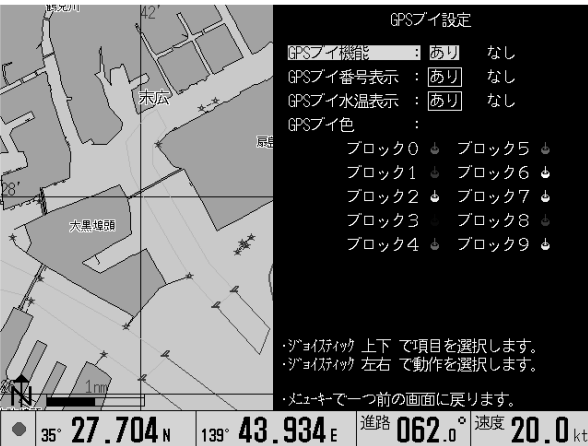 鶴見川
42'
末広
扇島
28'
大黒埠頭
N
1nm
GPSブイ設定
GPSブイ機能 : あり なし
GPSブイ番号表示 : あり なし
GPSブイ水温表示 : あり なし
GPSブイ色 :
ブロック0 ブロック5
ブロック1 ブロック6
ブロック2 ブロック7
ブロック3 ブロック8
ブロック4 ブロック9
・ジョイスティック 上下 で項目を選択します。
・ジョイスティック 左右 で動作を選択します。
・メニューキーで一つ前の画面に戻ります。
35° 27.704 N 139° 43.934 E 進路 062.0° 速度 20.0 kt